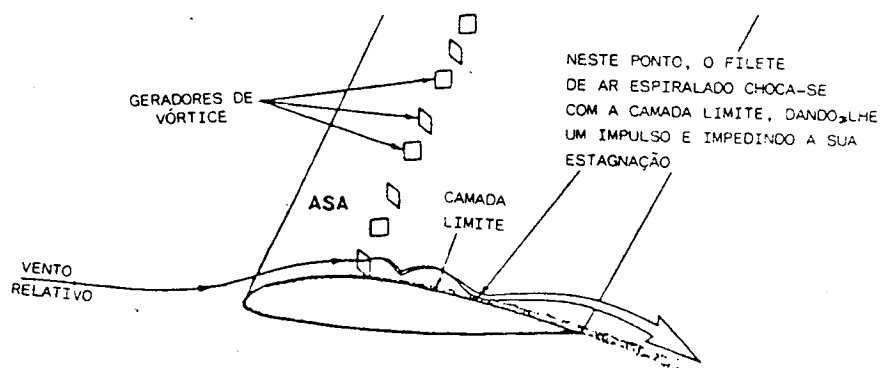 NESTE PONTO, O FILETE
DE AR ESPIRALADO CHOCA-SE
COM A CAMADA LIMITE, DANDO-LHE
UM IMPULSO E IMPEDINDO A SUA
ESTAGNAÇÃO
GERADORES DE
VÓRTICE
ASA
CAMADA
LIMITE
VENTO
RELATIVO